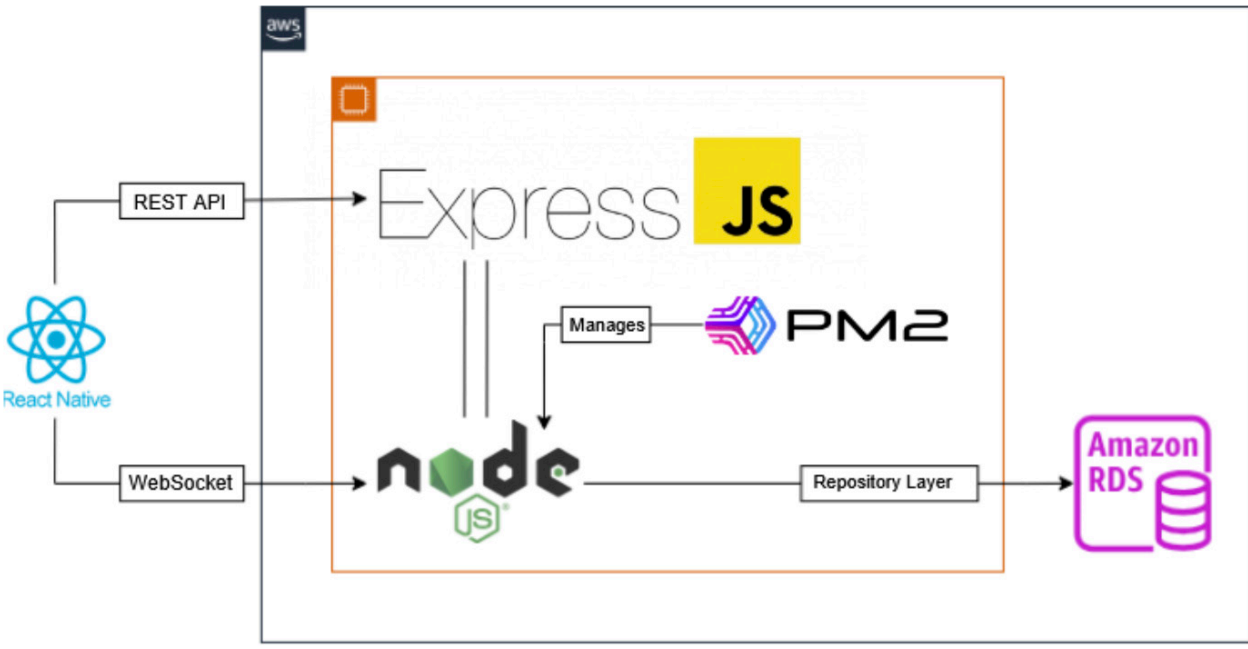 aws
REST API
Express
JS
Manages
PM2
React Native
WebSocket
node
JS
Repository Layer
Amazon
RDS